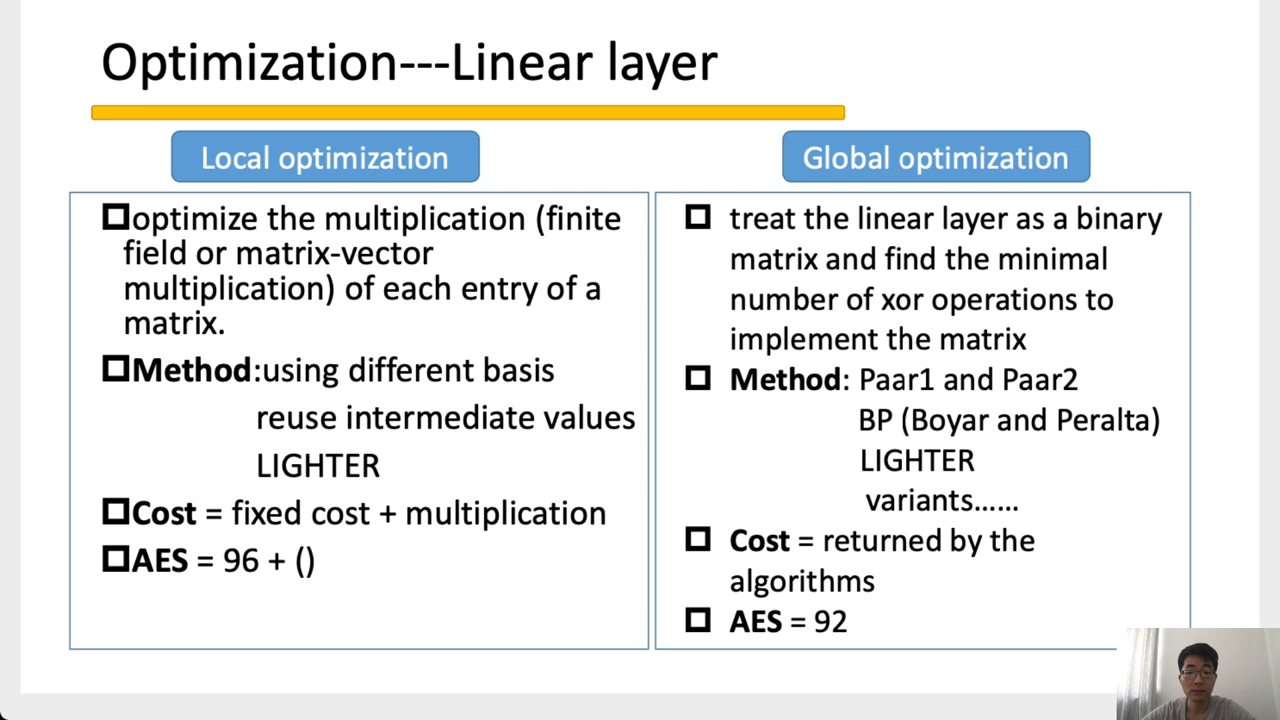 Optimization---Linear layer
Local optimization
optimize the multiplication (finite
field or matrix-vector
multiplication) of each entry of a
matrix.
Method:using different basis
reuse intermediate values
LIGHTER
Cost = fixed cost + multiplication
AES = 96 + ()
Global optimization
treat the linear layer as a binary
matrix and find the minimal
number of xor operations to
implement the matrix
Method: Paar1 and Paar2
BP (Boyar and Peralta)
LIGHTER
variants......
Cost = returned by the
algorithms
AES = 92